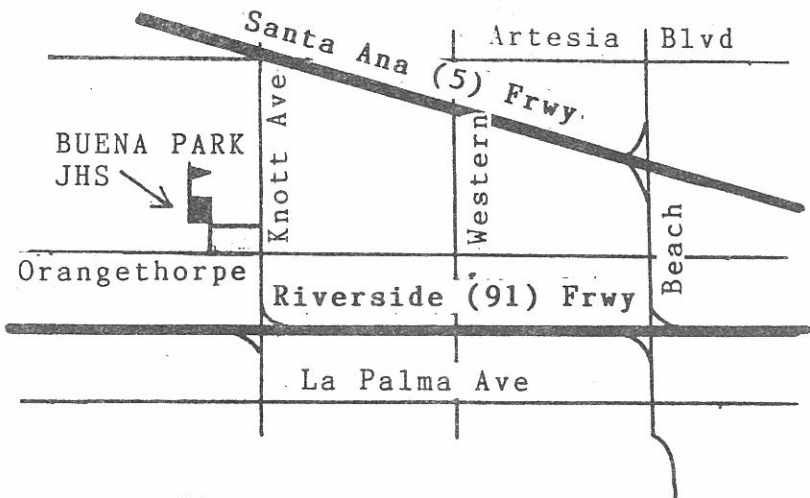 Santa Ana (5) Frwy.
Artesia Blvd
BUENA PARK
JHS
Knott Ave
Western
Beach
Orangethorpe
Riverside (91) Frwy
La Palma Ave